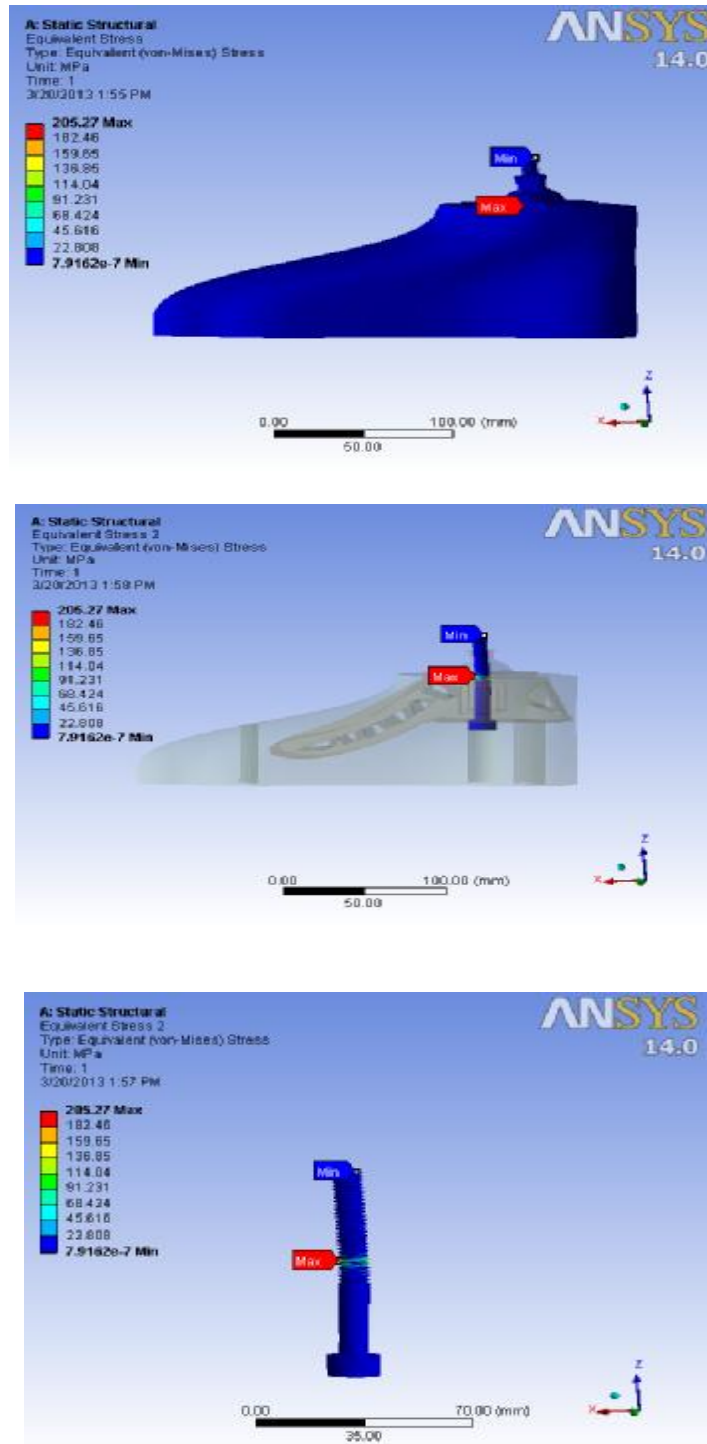 A: Static Structural
Equivalent Stress
Type: Equivalent (von-Mises) Stress
Unit: MPa
Time: 1
3/20/2013 1:55 PM
ANSYS
14.0
205.27 Max
182.46
159.65
136.85
114.04
91.231
68.424
45.616
22.808
7.9162e-7 Min
Min
Max
0.00 100.00 (mm)
50.00
Z
X
A: Static Structural
Equivalent Stress 2
Type: Equivalent (von-Mises) Stress
Unit: MPa
Time: 1
3/20/2013 1:58 PM
ANSYS
14.0
205.27 Max
182.46
159.65
136.85
114.04
91.231
68.424
45.616
22.808
7.9162e-7 Min
Min
Max
0.00 100.00 (mm)
50.00
Z
X
A: Static Structural
Equivalent Stress 2
Type: Equivalent (von-Mises) Stress
Unit: MPa
Time: 1
3/20/2013 1:57 PM
ANSYS
14.0
205.27 Max
182.46
159.65
136.85
114.04
91.231
68.424
45.616
22.808
7.9162e-7 Min
Min
Max
0.00 70.00 (mm)
35.00
Z
X